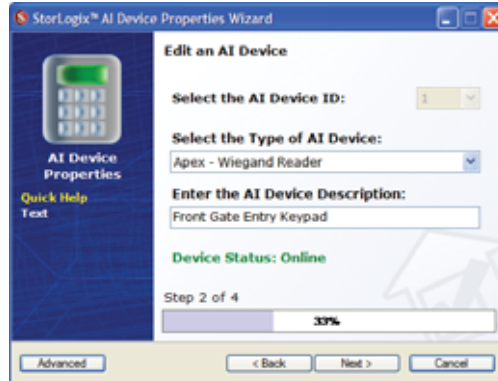 StorLogix™ AI Device Properties Wizard
AI Device
Properties
Quick Help
Text
Edit an AI Device
Select the AI Device ID:
1
Select the Type of AI Device:
Apex - Wiegand Reader
Enter the AI Device Description:
Front Gate Entry Keypad
Device Status: Online
Step 2 of 4
33%
Advanced
< Back
Next >
Cancel